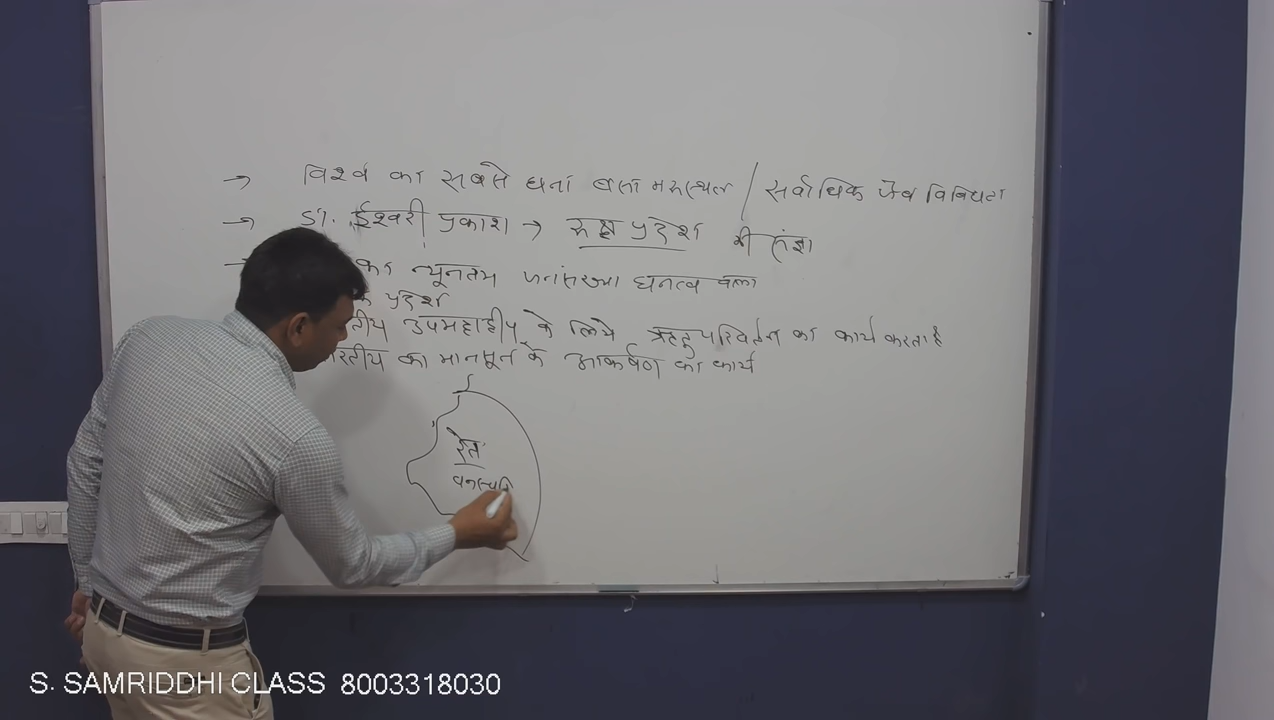 → विश्व का सबसे घना बसा मरुस्थल / सर्वाधिक जैव विविधता
→ डॉ. ईश्वरी प्रकाश → रुक्ष प्रदेश की संज्ञा
→ का न्यूनतम जनसंख्या घनत्व वाला
प्रदेश
तीय उपमहाद्वीप के लिये ऋतु परिवर्तन का कार्य करता है
रतीय का मानसून के आकर्षण का कार्य
रेत
वनस्पति
S. SAMRIDDHI CLASS 8003318030